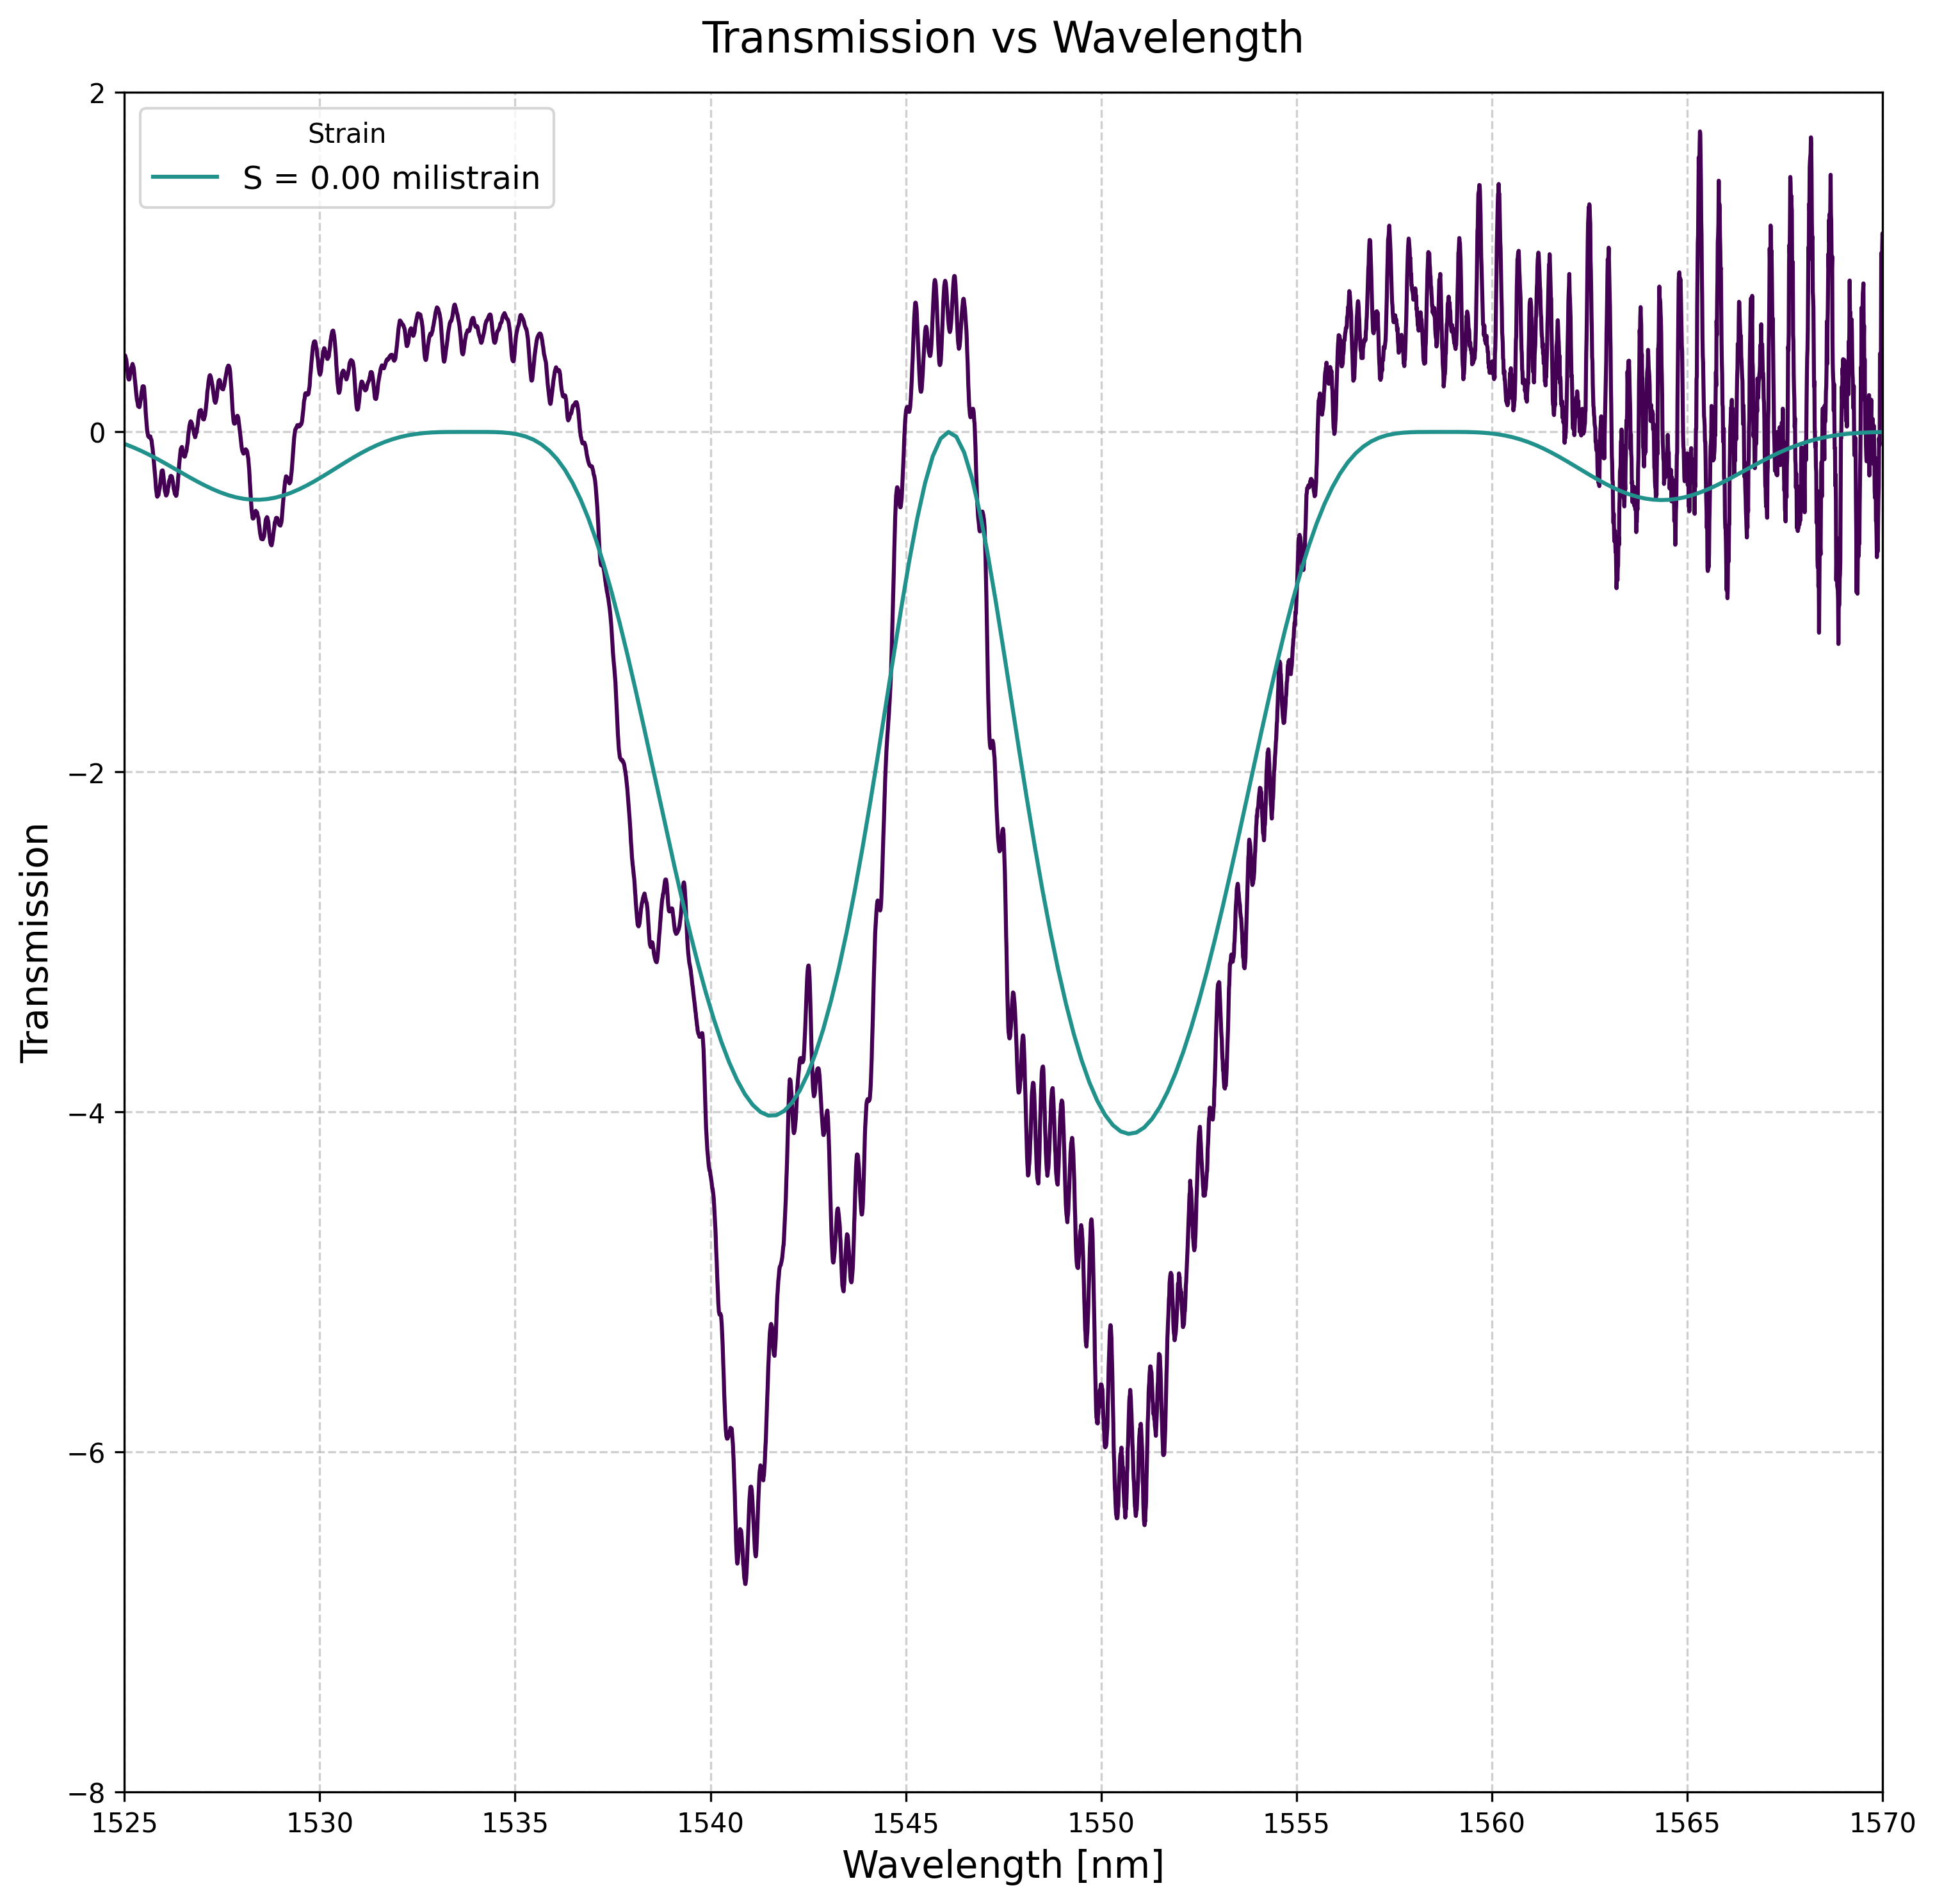 Transmission vs Wavelength
Strain
S = 0.00 milistrain
Transmission
2
0
−2
−4
−6
−8
1525 1530 1535 1540 1545 1550 1555 1560 1565 1570
Wavelength [nm]